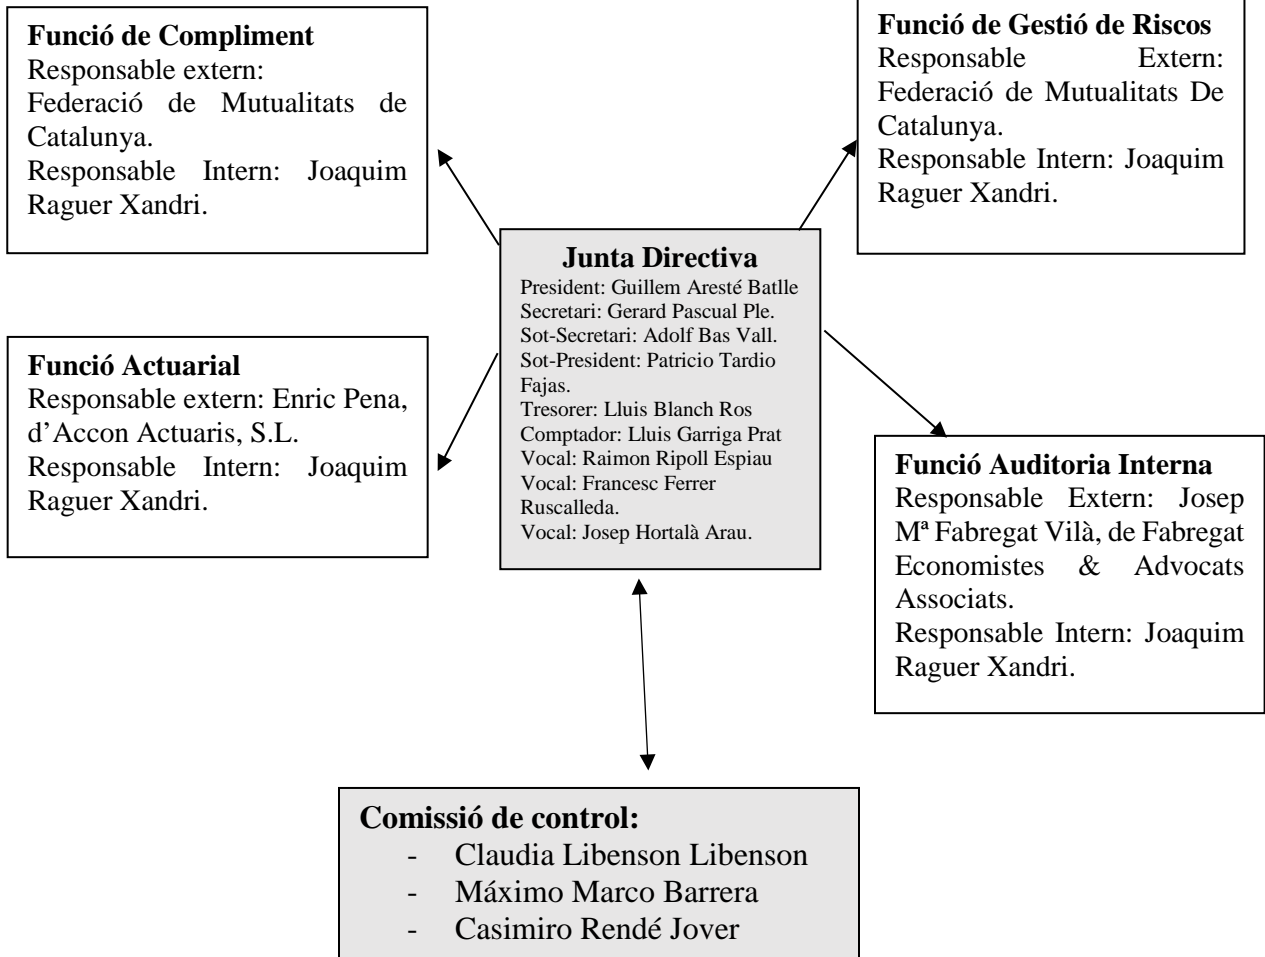 Funció de Compliment
Responsable extern:
Federació de Mutualitats de
Catalunya.
Responsable Intern: Joaquim
Raguer Xandri.
Funció de Gestió de Riscos
Responsable Extern:
Federació de Mutualitats De
Catalunya.
Responsable Intern: Joaquim
Raguer Xandri.
Junta Directiva
President: Guillem Aresté Batlle
Secretari: Gerard Pascual Ple.
Sot-Secretari: Adolf Bas Vall.
Sot-President: Patricio Tardio
Fajas.
Tresorer: Lluis Blanch Ros
Comptador: Lluis Garriga Prat
Vocal: Raimon Ripoll Espiau
Vocal: Francesc Ferrer
Ruscalleda.
Vocal: Josep Hortalà Arau.
Funció Actuarial
Responsable extern: Enric Pena,
d’Accon Actuaris, S.L.
Responsable Intern: Joaquim
Raguer Xandri.
Funció Auditoria Interna
Responsable Extern: Josep
Mª Fabregat Vilà, de Fabregat
Economistes & Advocats
Associats.
Responsable Intern: Joaquim
Raguer Xandri.
Comissió de control:
- Claudia Libenson Libenson
- Máximo Marco Barrera
- Casimiro Rendé Jover